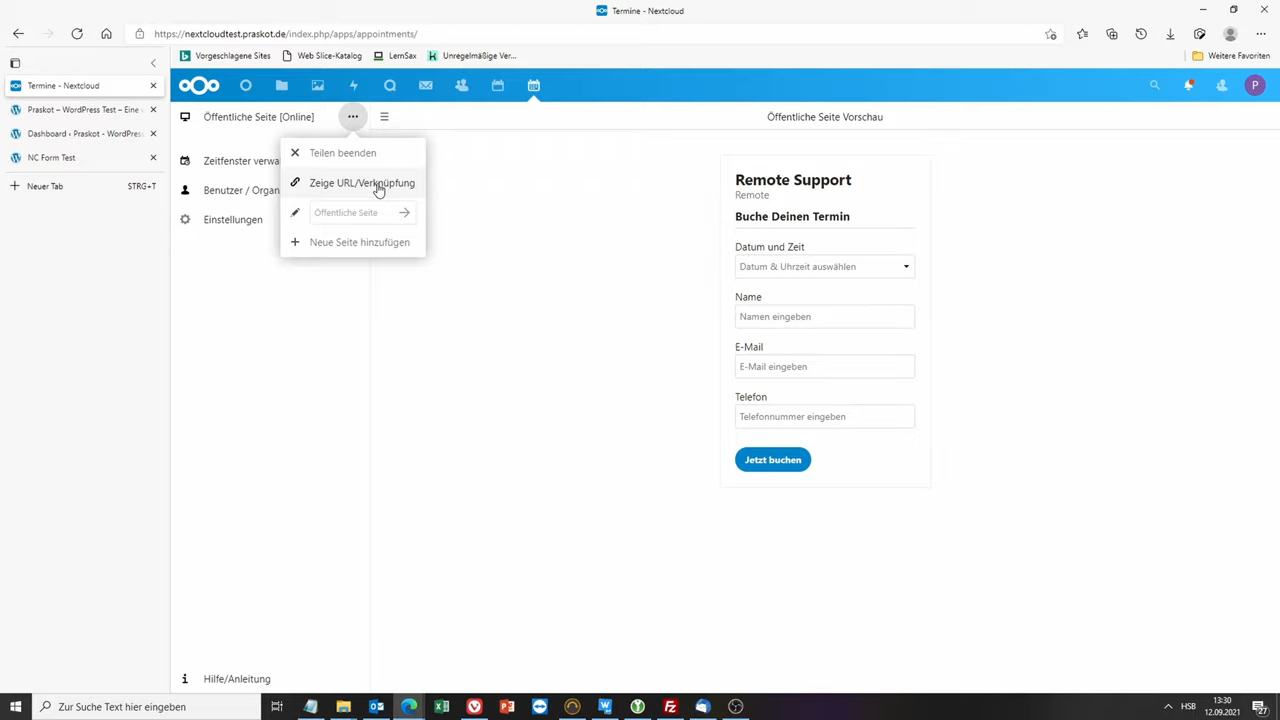 Termine - Nextcloud
https://nextcloudtest.praskot.de/index.php/apps/appointments/
Vorgeschlagene Sites
Web Slice-Katalog
LernSax
Unregelmäßige Ver...
Weitere Favoriten
Termine - Nextcloud
Praskot – WordPress Test – Eine
Dashboard ‹ Praskot - WordPress
NC Form Test
Neuer Tab
STRG+T
P
Öffentliche Seite [Online]
Zeitfenster verwa
Benutzer / Organ
Einstellungen
Teilen beenden
Zeige URL/Verknüpfung
Öffentliche Seite
Neue Seite hinzufügen
Öffentliche Seite Vorschau
Remote Support
Remote
Buche Deinen Termin
Datum und Zeit
Datum & Uhrzeit auswählen
Name
Namen eingeben
E-Mail
E-Mail eingeben
Telefon
Telefonnummer eingeben
Jetzt buchen
Hilfe/Anleitung
Zur Suche Text hier eingeben
HSB
13:30
12.09.2021
27